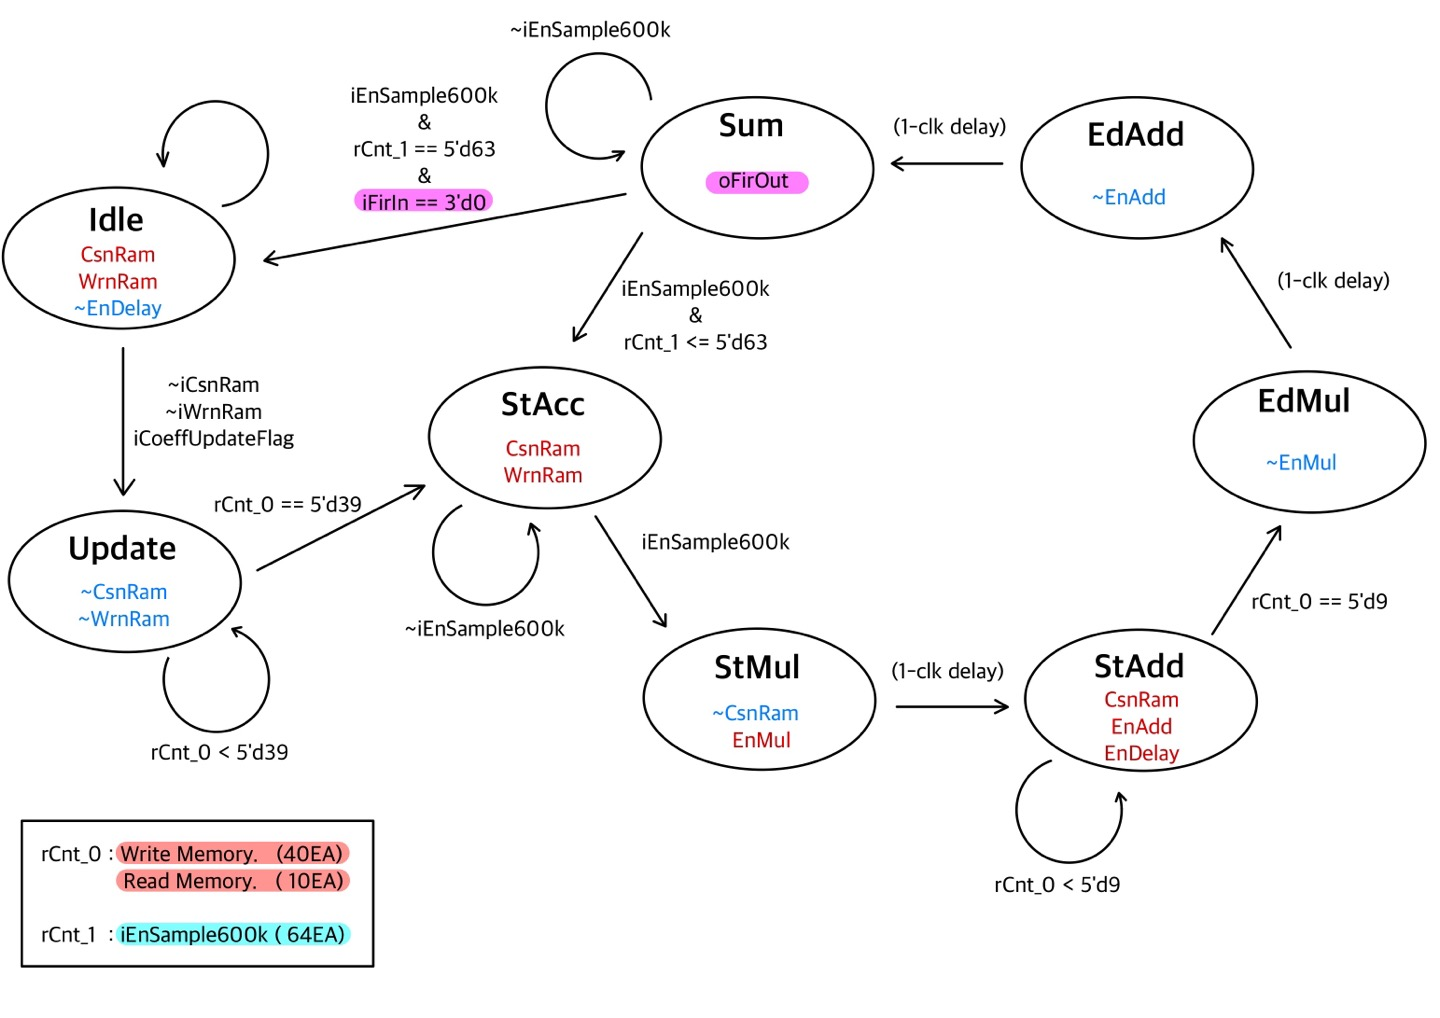 ~iEnSample600k
iEnSample600k
&
rCnt_1 == 5'd63
&
iFirIn == 3'd0
Sum
oFirOut
(1-clk delay)
EdAdd
~EnAdd
Idle
CsnRam
WrnRam
~EnDelay
iEnSample600k
&
rCnt_1 <= 5'd63
(1-clk delay)
~iCsnRam
~iWrnRam
iCoeffUpdateFlag
StAcc
CsnRam
WrnRam
EdMul
~EnMul
rCnt_0 == 5'd39
Update
~CsnRam
~WrnRam
iEnSample600k
~iEnSample600k
rCnt_0 == 5'd9
rCnt_0 < 5'd39
StMul
~CsnRam
EnMul
(1-clk delay)
StAdd
CsnRam
EnAdd
EnDelay
rCnt_0 < 5'd9
rCnt_0 : Write Memory. (40EA)
Read Memory. ( 10EA)
rCnt_1 : iEnSample600k ( 64EA)